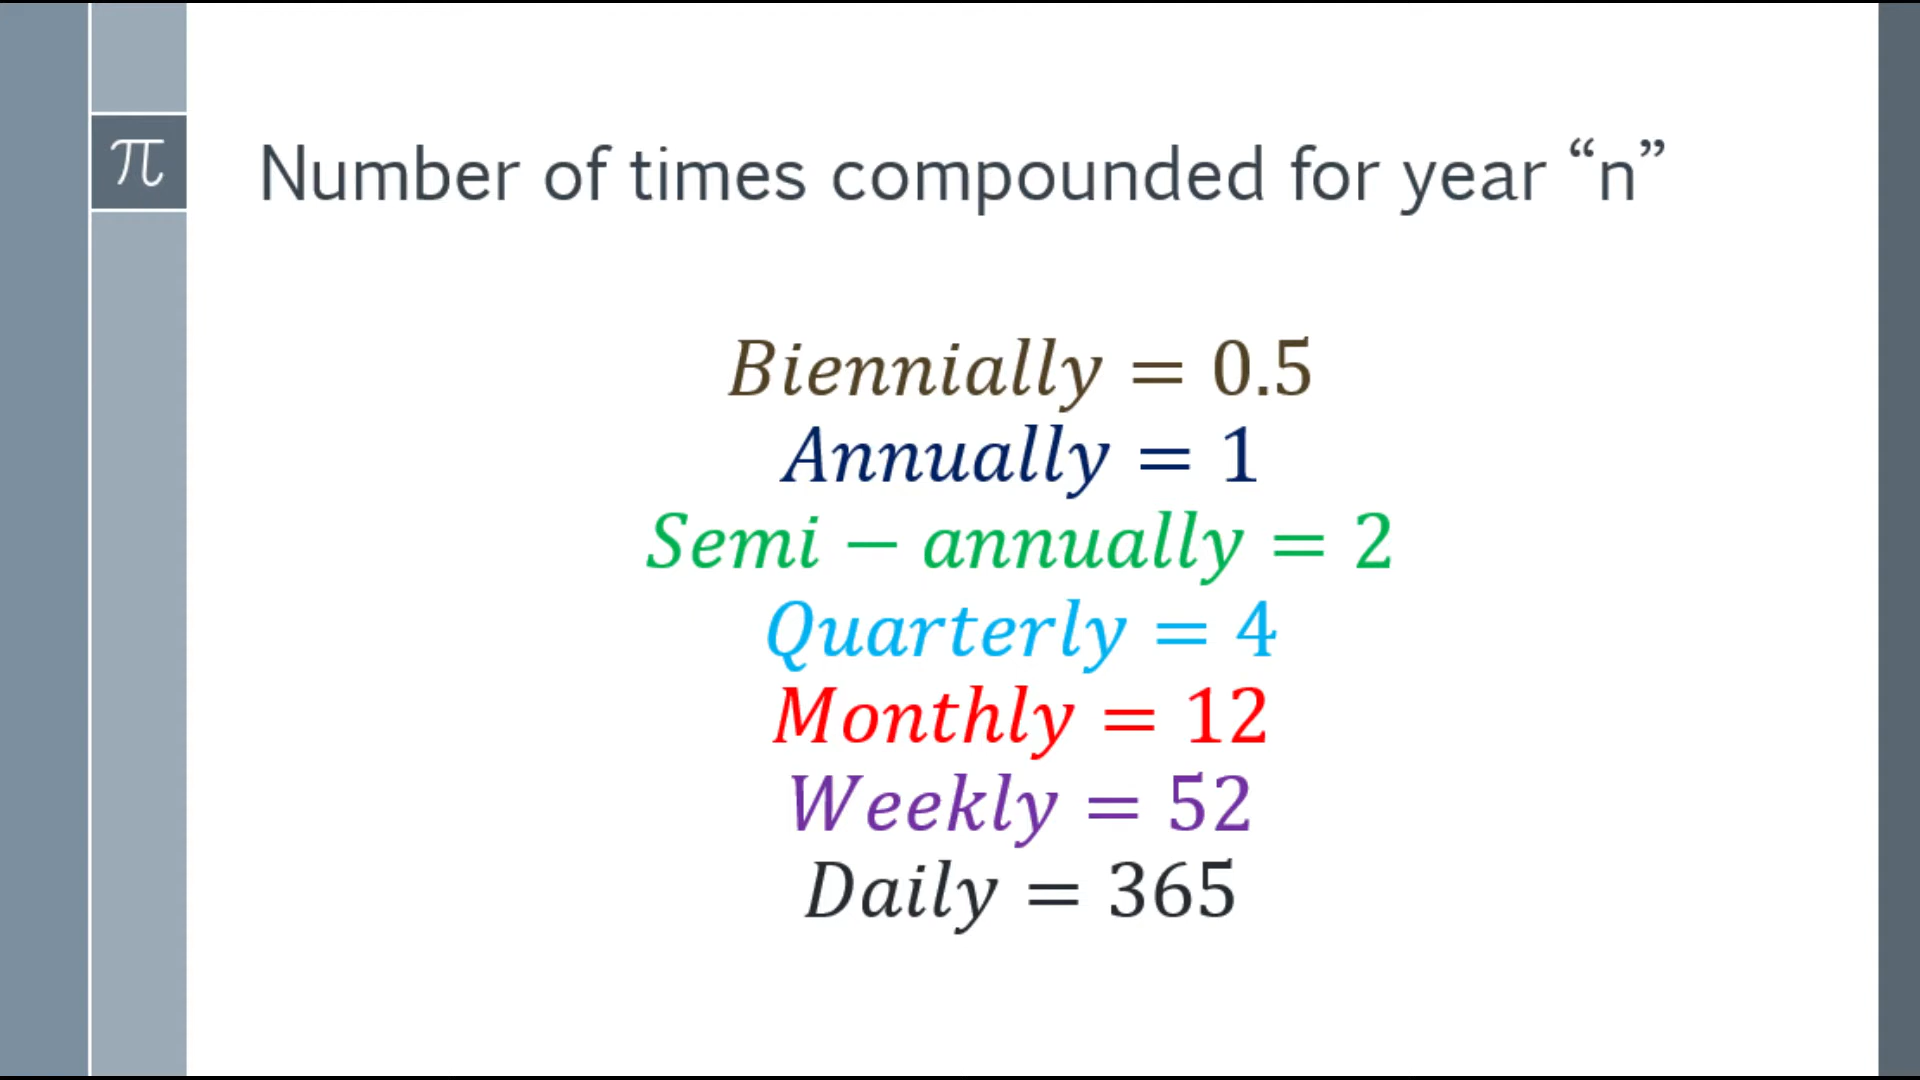 π
Number of times compounded for year “n”
Biennially = 0.5
Annually = 1
Semi − annually = 2
Quarterly = 4
Monthly = 12
Weekly = 52
Daily = 365